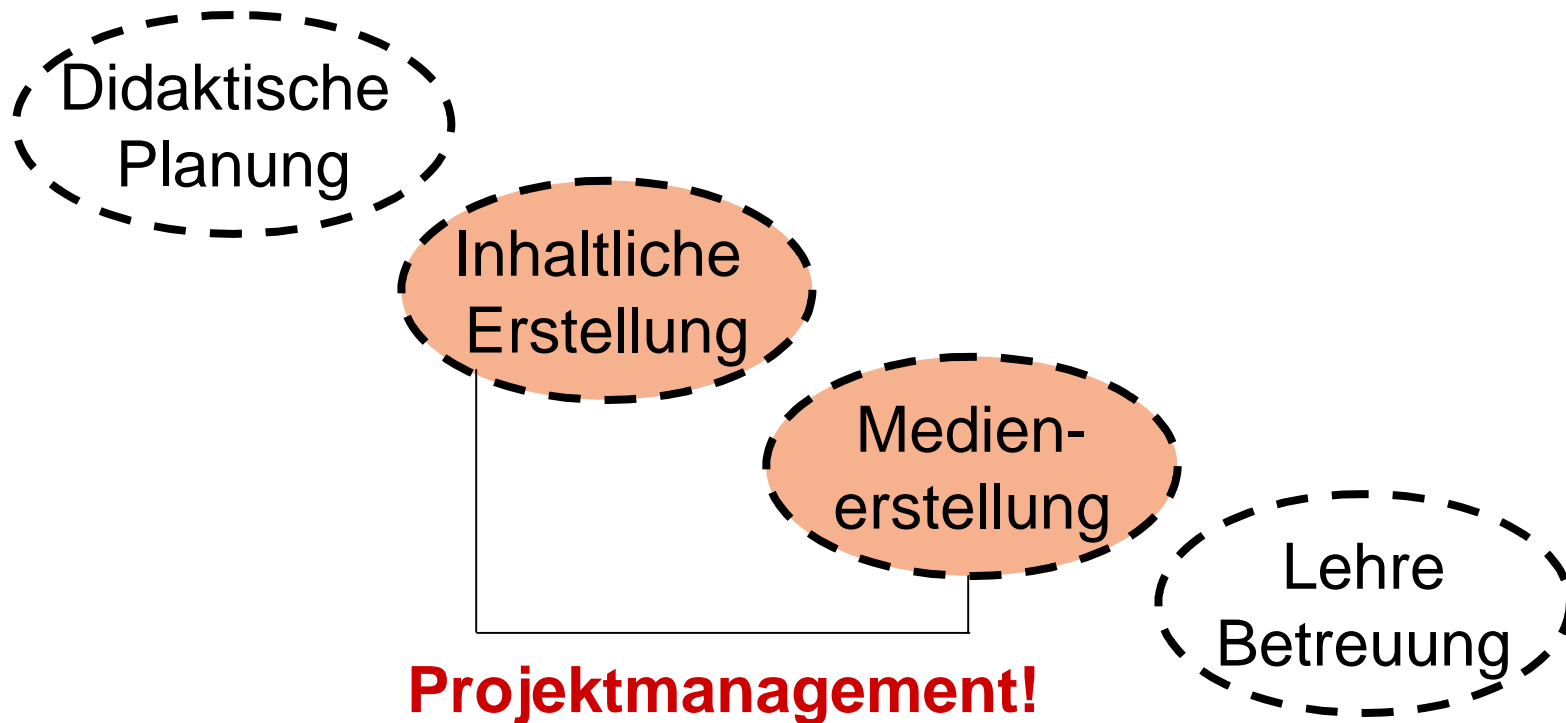 Didaktische
Planung
Inhaltliche
Erstellung
Medien-
erstellung
Lehre
Betreuung
Projektmanagement!